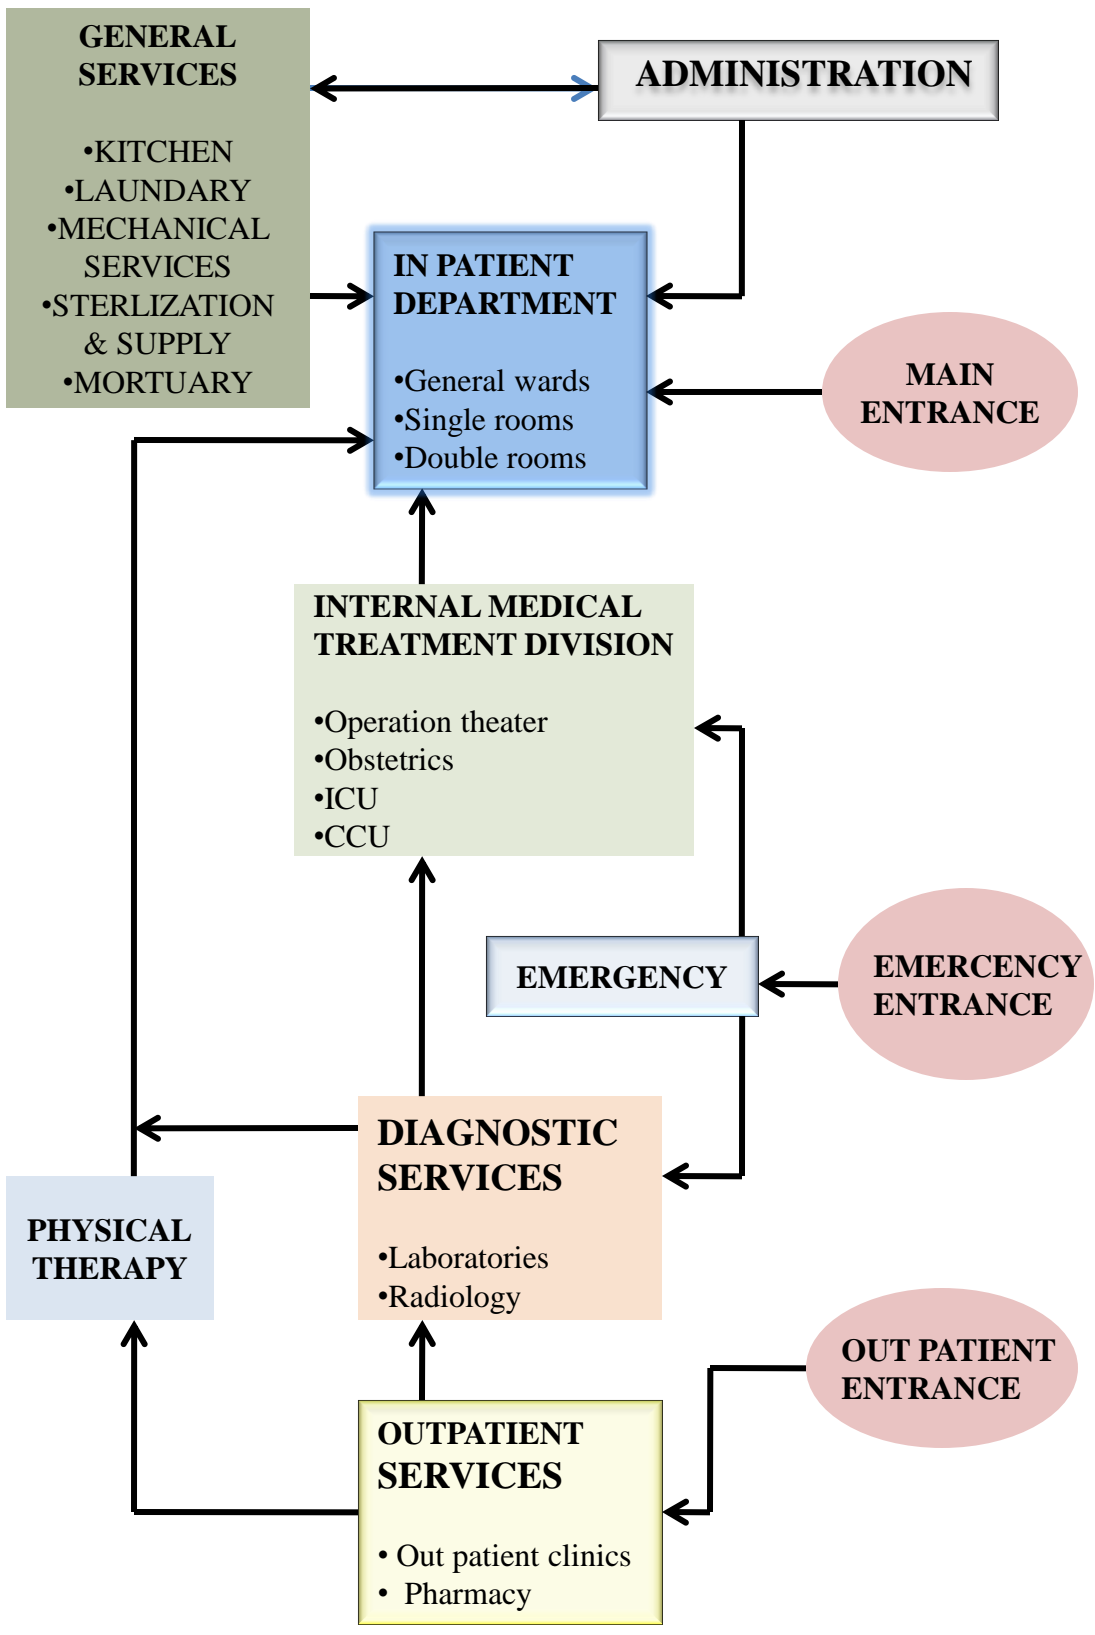 GENERAL
SERVICES
•KITCHEN
•LAUNDARY
•MECHANICAL
SERVICES
•STERLIZATION
& SUPPLY
•MORTUARY
ADMINISTRATION
IN PATIENT
DEPARTMENT
•General wards
•Single rooms
•Double rooms
MAIN
ENTRANCE
INTERNAL MEDICAL
TREATMENT DIVISION
•Operation theater
•Obstetrics
•ICU
•CCU
EMERGENCY
EMERCENCY
ENTRANCE
DIAGNOSTIC
SERVICES
•Laboratories
•Radiology
PHYSICAL
THERAPY
OUT PATIENT
ENTRANCE
OUTPATIENT
SERVICES
• Out patient clinics
• Pharmacy